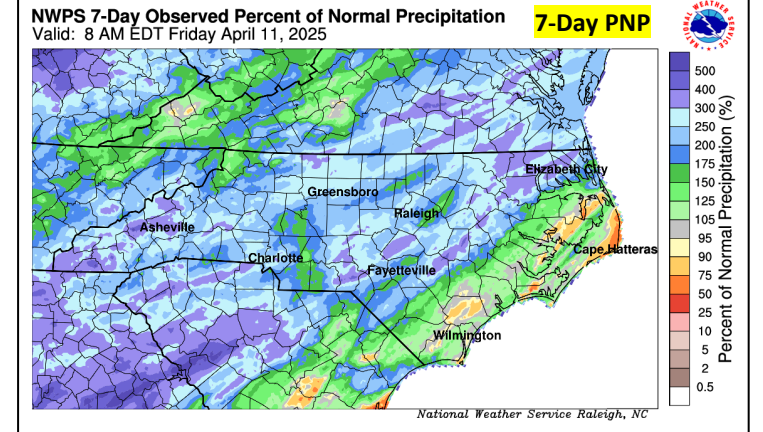 NWPS 7-Day Observed Percent of Normal Precipitation
Valid: 8 AM EDT Friday April 11, 2025
7-Day PNP
NATIONAL WEATHER SERVICE
500
400
300
250
200
175
150
125
105
95
90
75
50
25
10
5
2
0.5
Percent of Normal Precipitation (%)
Elizabeth City
Greensboro
Raleigh
Asheville
Cape Hatteras
Charlotte
Fayetteville
Wilmington
National Weather Service Raleigh, NC